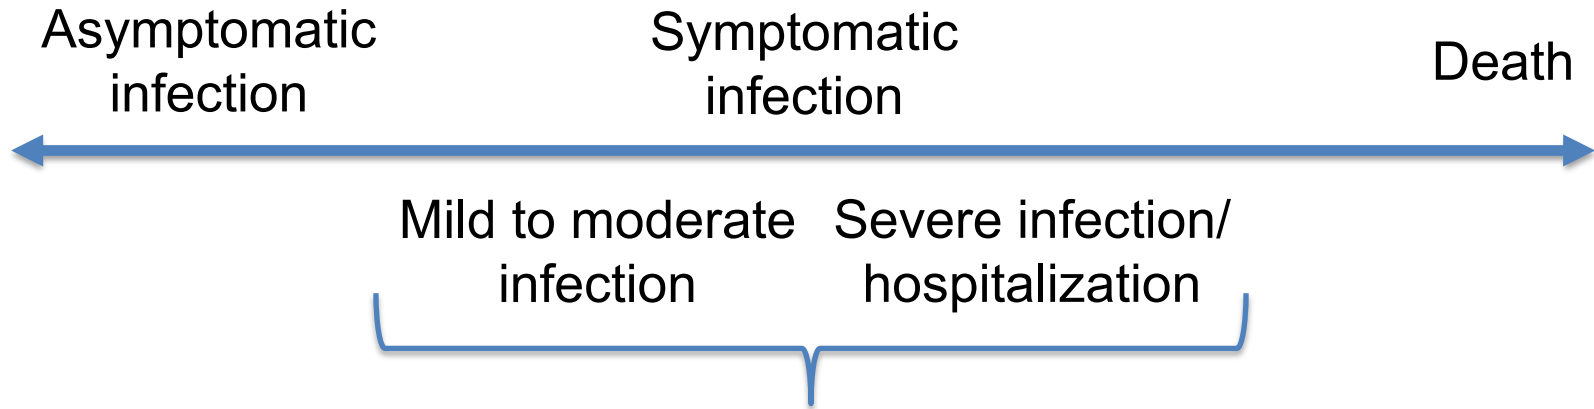 Asymptomatic
infection
Symptomatic
infection
Death
Mild to moderate
infection
Severe infection/
hospitalization